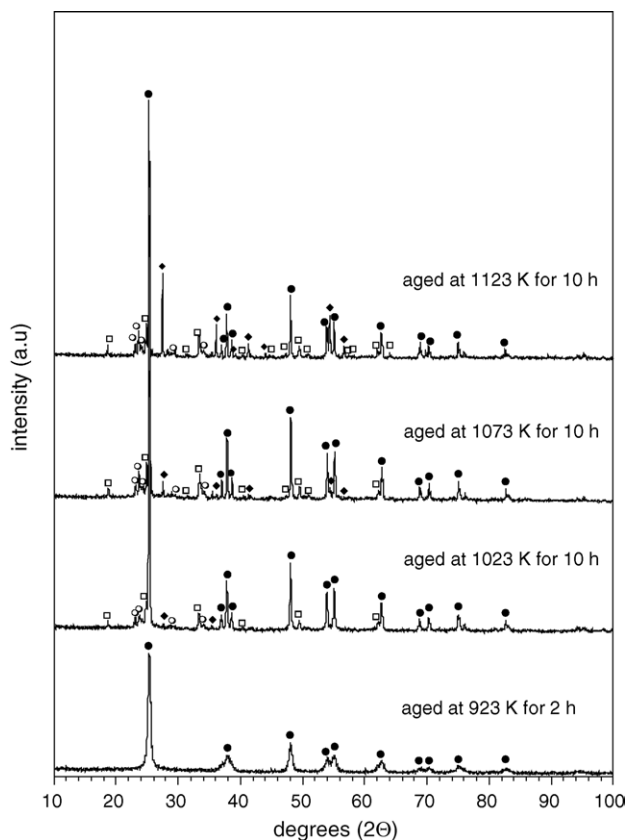 intensity (a.u)
aged at 1123 K for 10 h
aged at 1073 K for 10 h
aged at 1023 K for 10 h
aged at 923 K for 2 h
10 20 30 40 50 60 70 80 90 100
degrees (2Θ)